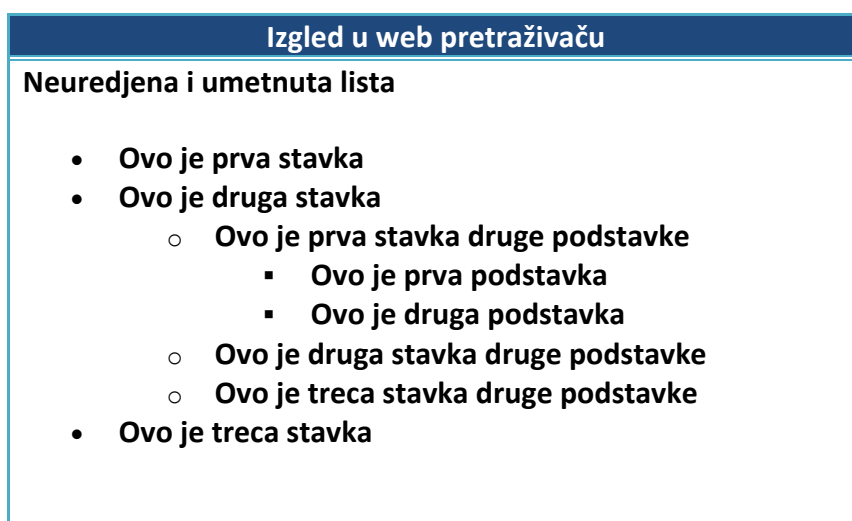 Izgled u web pretraživaču
Neuredjena i umetnuta lista
• Ovo je prva stavka
• Ovo je druga stavka
o Ovo je prva stavka druge podstavke
▪ Ovo je prva podstavka
▪ Ovo je druga podstavka
o Ovo je druga stavka druge podstavke
o Ovo je treca stavka druge podstavke
• Ovo je treca stavka